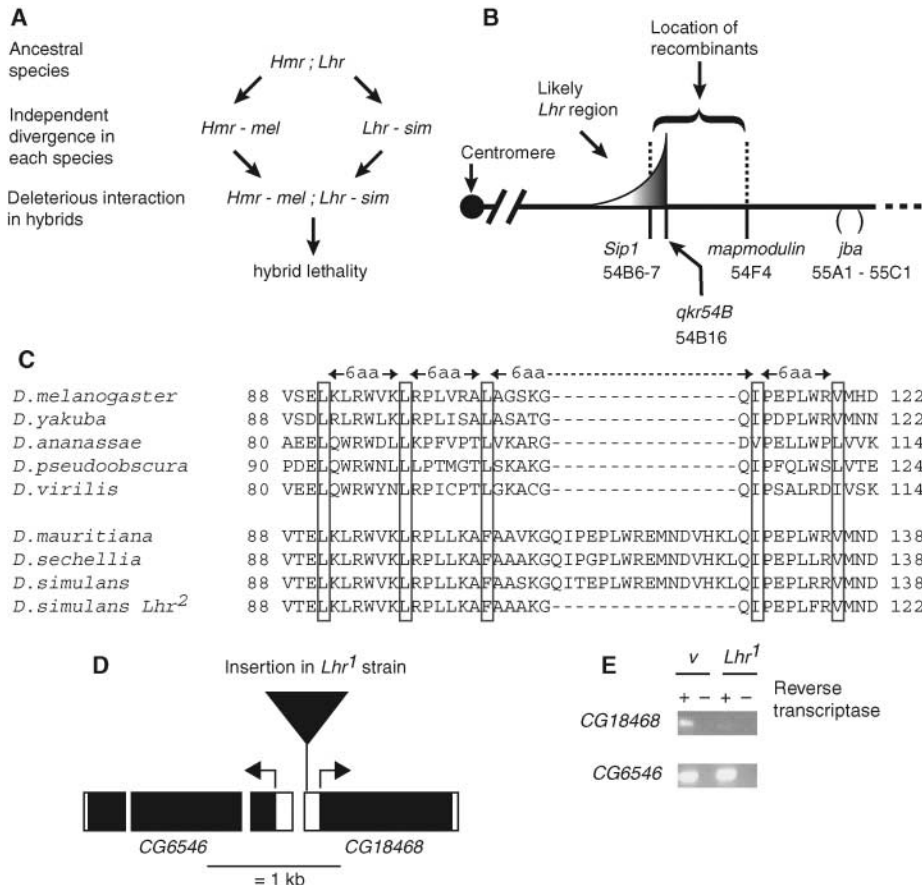 A
Ancestral
species
Hmr ; Lhr
Independent
divergence in
each species
Hmr - mel
Lhr - sim
Deleterious interaction
in hybrids
Hmr - mel ; Lhr - sim
hybrid lethality
B
Location of
recombinants
Likely
Lhr region
Centromere
Sip1
54B6-7
mapmodulin
54F4
jba
55A1 - 55C1
qkr54B
54B16
C
6aa 6aa 6aa 6aa
D.melanogaster 88 VSELKLRWVKLRPLVRALAGSKG----------------QIPEPLWRVMHD 122
D.yakuba 88 VSDLRLRWLKLRPLISALASATG----------------QIPDPLWRVMNN 122
D.ananassae 80 AEELQWRWDLLKPFVPTLVKARG----------------DVPELLWPLVVK 114
D.pseudoobscura 90 PDELQWRWNLLLPTMGTLSKAKG----------------QIPFQLWSLVTE 124
D.virilis 80 VEELQWRWYNLRPICPTLGKACG----------------QIPSALRDIVSK 114
D.mauritiana 88 VTELKLRWVKLRPLLKAFAAVKGQIPEPLWREMNDVHKLQIPEPLWRVMND 138
D.sechellia 88 VTELKLRWVKLRPLLKAFAAAKGQIPGPLWREMNDVHKLQIPEPLLRVMND 138
D.simulans 88 VTELKLRWVKLRPLLKAFAASKGQITEPLWREMNDVHKLQIPEPLRRVMND 138
D.simulans Lhr² 88 VTELKLRWVKLRPLLKAFAAAKG----------------QIPEPLFRVMND 122
D
Insertion in Lhr¹ strain
CG6546
CG18468
= 1 kb
E
v Lhr¹
+ − + −
Reverse
transcriptase
CG18468
CG6546